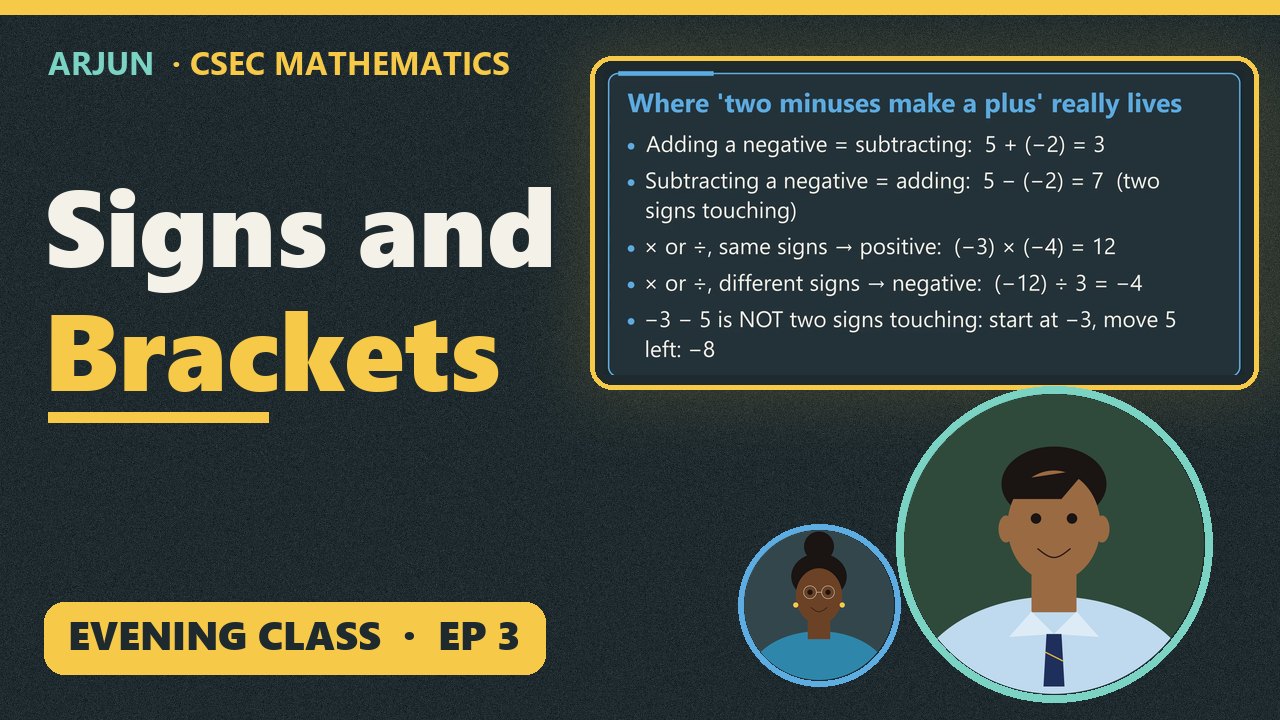 ARJUN · CSEC MATHEMATICS
Signs and
Brackets
EVENING CLASS · EP 3
Where 'two minuses make a plus' really lives
• Adding a negative = subtracting: 5 + (−2) = 3
• Subtracting a negative = adding: 5 − (−2) = 7 (two
signs touching)
• × or ÷, same signs → positive: (−3) × (−4) = 12
• × or ÷, different signs → negative: (−12) ÷ 3 = −4
• −3 − 5 is NOT two signs touching: start at −3, move 5
left: −8